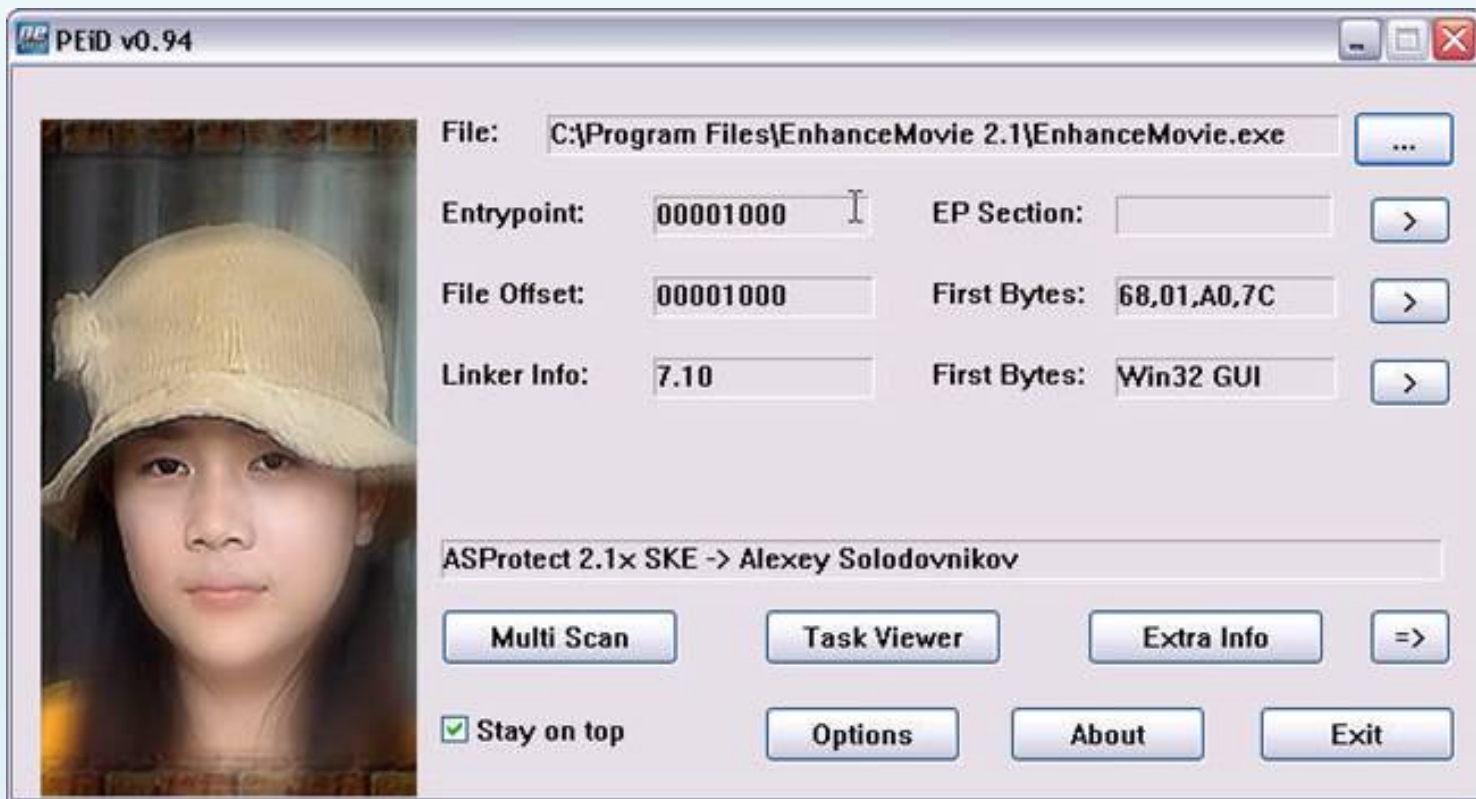 PEiD v0.94
File: C:\Program Files\EnhanceMovie 2.1\EnhanceMovie.exe ...
Entrypoint: 00001000 EP Section: >
File Offset: 00001000 First Bytes: 68,01,A0,7C >
Linker Info: 7.10 First Bytes: Win32 GUI >
ASProtect 2.1x SKE -> Alexey Solodovnikov
Multi Scan Task Viewer Extra Info =>
Stay on top Options About Exit